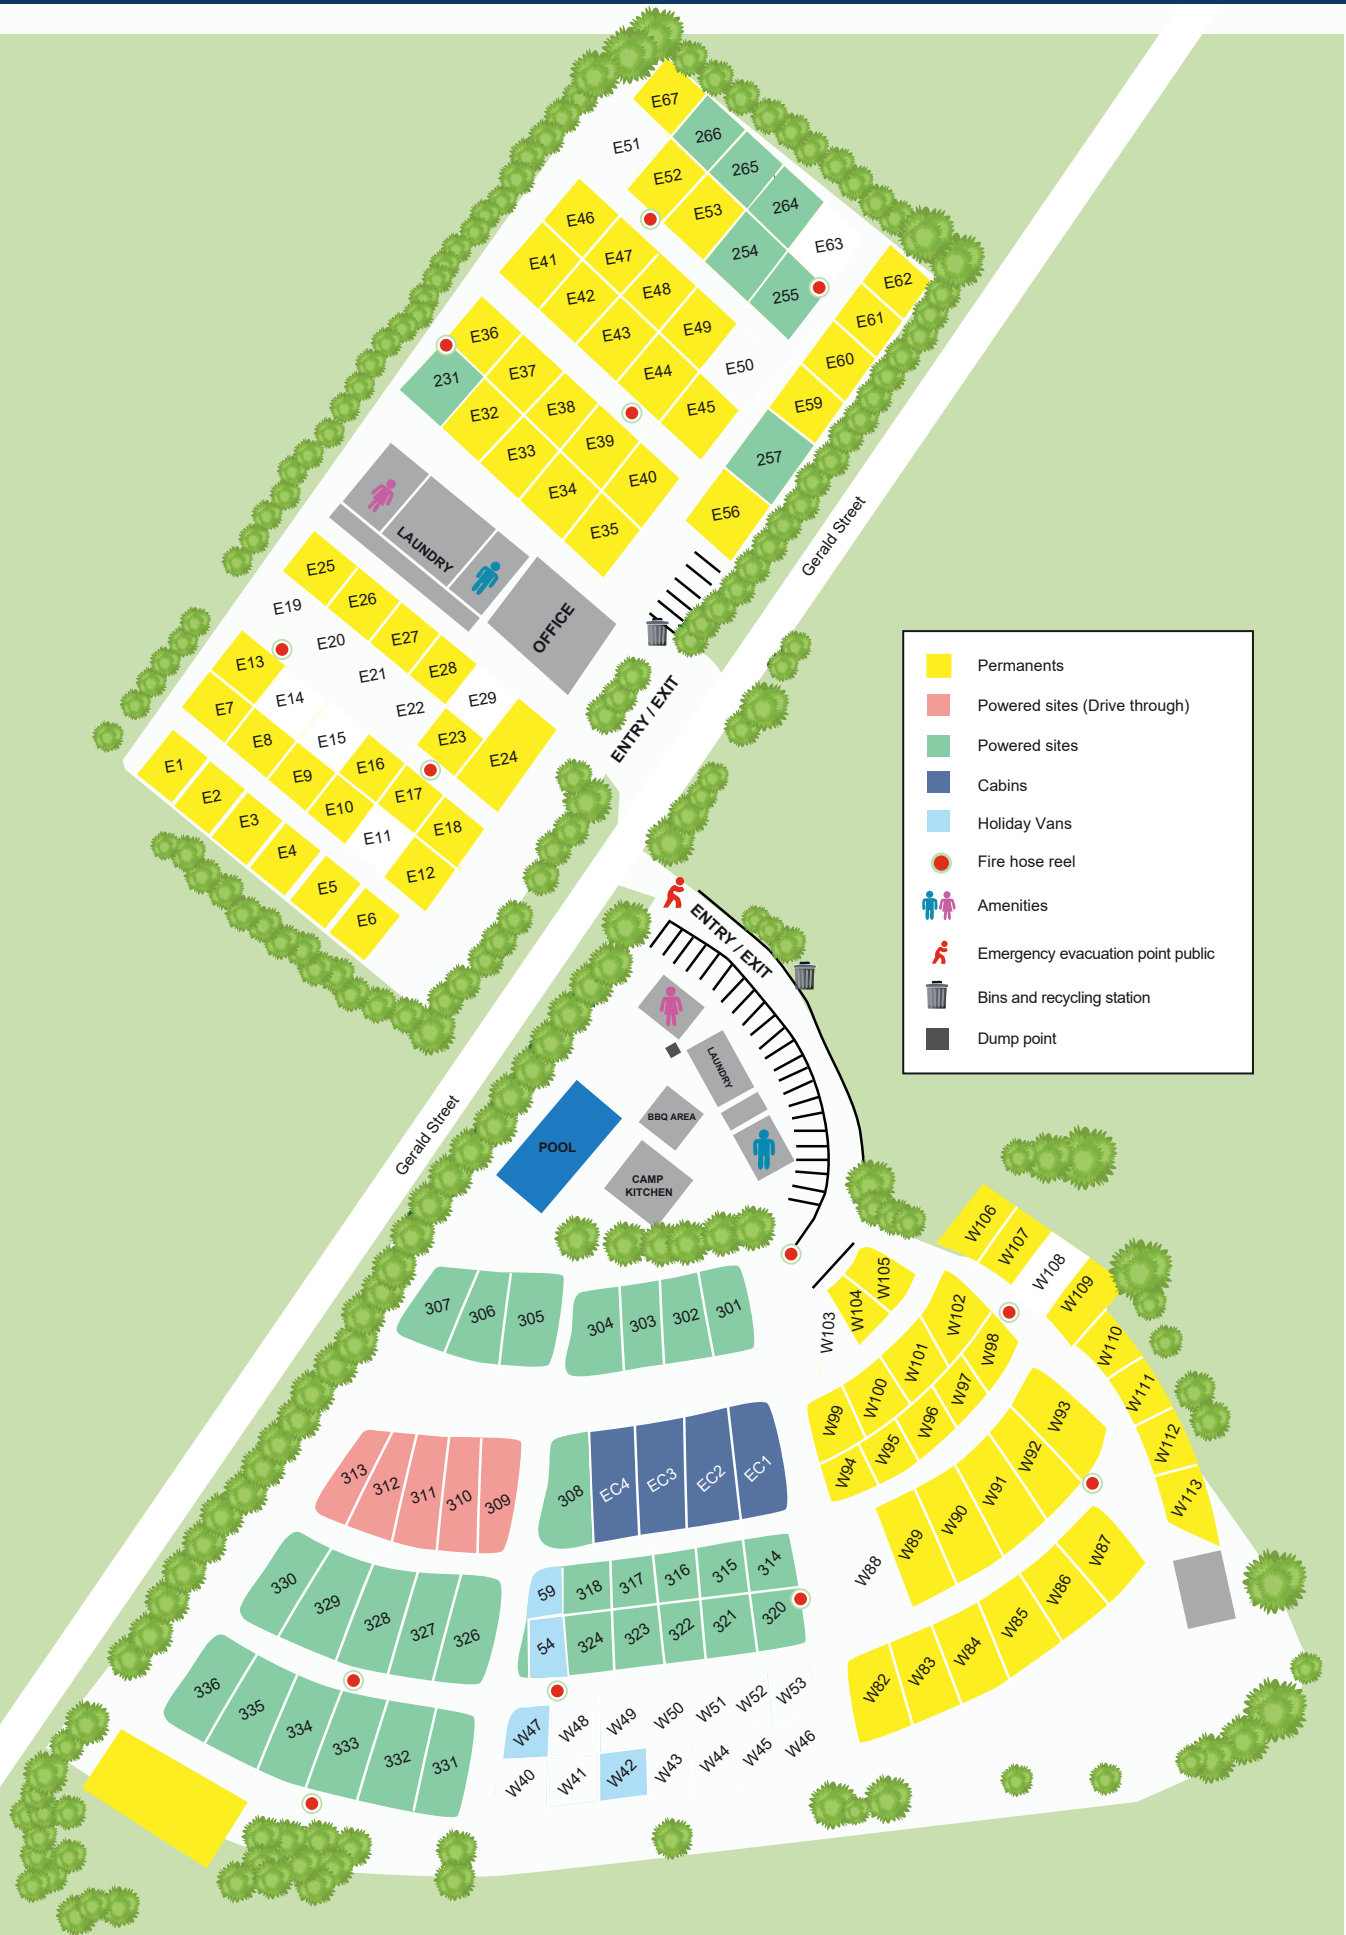 E67
266
E51
265
E52
264
E53
E46
E63
E47
254
E41
E62
E48
255
E42
E61
E49
E43
E36
E60
E50
E37
E44
231
E59
E38
E45
E32
E39
257
E33
E40
E34
E56
E35
LAUNDRY
Gerald Street
OFFICE
E25
E26
E19
E27
E20
E28
E13
E21
E29
E14
E22
E7
E15
E23
E8
E24
E16
E1
E9
E17
E2
E10
E18
E3
E11
E4
E12
E5
E6
ENTRY / EXIT
Permanents
Powered sites (Drive through)
Powered sites
Cabins
Holiday Vans
Fire hose reel
Amenities
Emergency evacuation point public
Bins and recycling station
Dump point
ENTRY / EXIT
LAUNDRY
BBQ AREA
Gerald Street
POOL
CAMP
KITCHEN
W106
W107
W108
W109
W105
W104
W103
W102
W110
307
306
305
304
303
302
301
W101
W98
W111
W100
W97
W99
W96
W93
W112
W95
W92
W94
W91
W113
313
312
311
310
309
308
EC4
EC3
EC2
EC1
W90
W89
W87
W88
W86
330
329
328
327
326
59
318
317
316
315
314
54
324
323
322
321
320
W85
W84
W83
W82
336
335
334
333
332
331
W47
W48
W49
W50
W51
W52
W53
W40
W41
W42
W43
W44
W45
W46